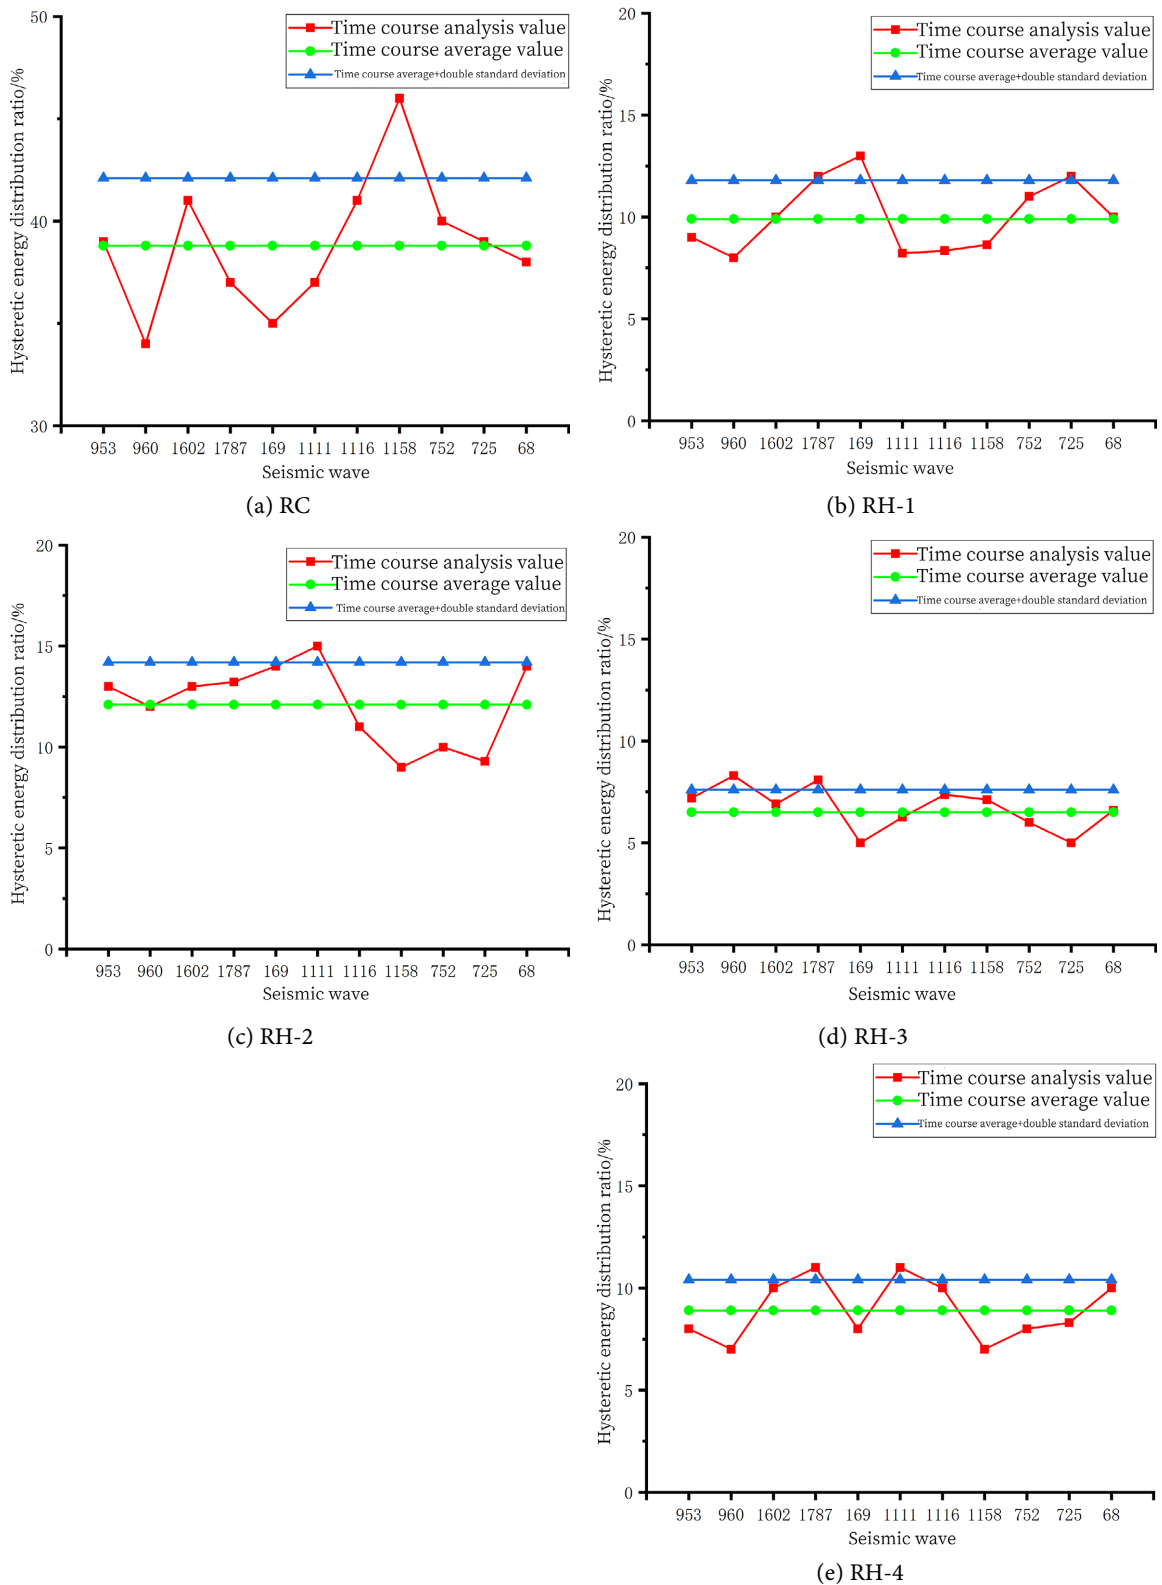 Time course analysis value
Time course average value
Time course average+double standard deviation
Hysteretic energy distribution ratio/%
50
40
30
953 960 1602 1787 169 1111 1116 1158 752 725 68
Seismic wave
(a) RC
Time course analysis value
Time course average value
Time course average+double standard deviation
Hysteretic energy distribution ratio/%
20
15
10
5
0
953 960 1602 1787 169 1111 1116 1158 752 725 68
Seismic wave
(b) RH-1
Time course analysis value
Time course average value
Time course average+double standard deviation
Hysteretic energy distribution ratio/%
20
15
10
5
0
953 960 1602 1787 169 1111 1116 1158 752 725 68
Seismic wave
(c) RH-2
Time course analysis value
Time course average value
Time course average+double standard deviation
Hysteretic energy distribution ratio/%
20
15
10
5
0
953 960 1602 1787 169 1111 1116 1158 752 725 68
Seismic wave
(d) RH-3
Time course analysis value
Time course average value
Time course average+double standard deviation
Hysteretic energy distribution ratio/%
20
15
10
5
0
953 960 1602 1787 169 1111 1116 1158 752 725 68
Seismic wave
(e) RH-4